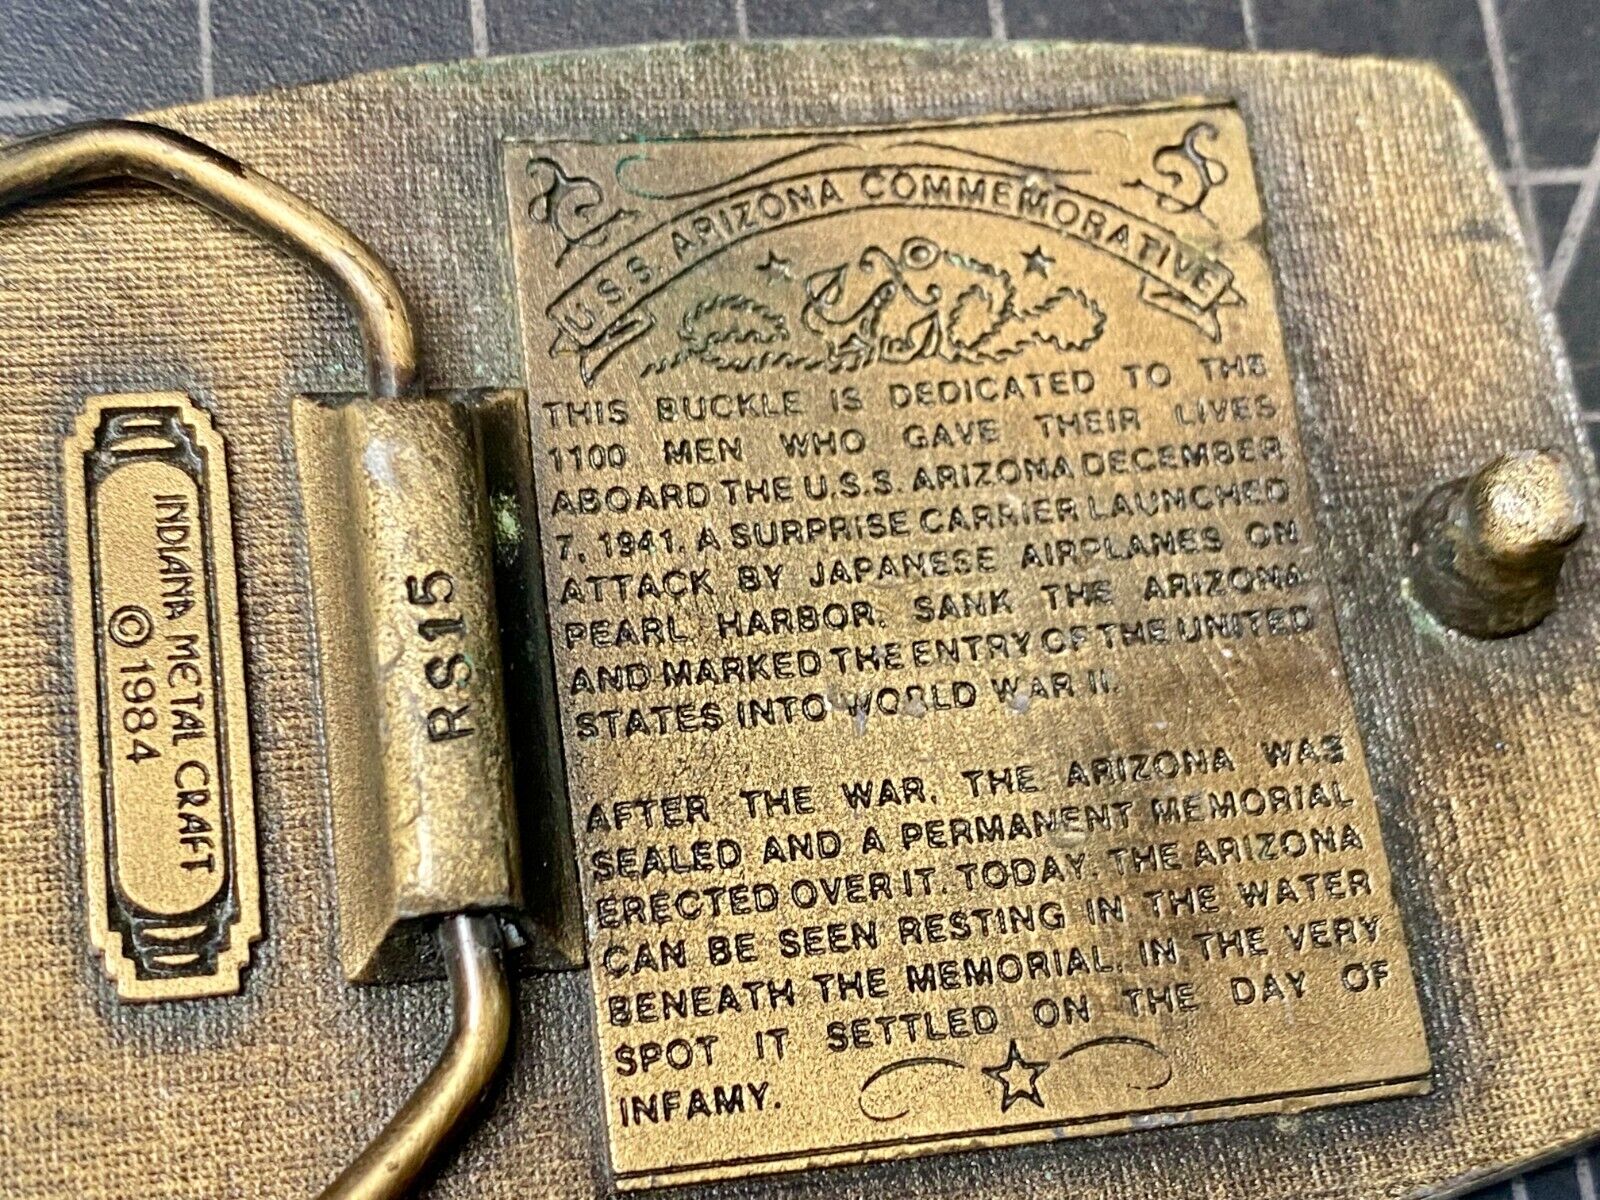 INDIANA METAL CRAFT
© 1984
RS15
U.S.S. ARIZONA COMMEMORATIVE
THIS BUCKLE IS DEDICATED TO THE
1100 MEN WHO GAVE THEIR LIVES
ABOARD THE U.S.S. ARIZONA DECEMBER
7, 1941. A SURPRISE CARRIER LAUNCHED
ATTACK BY JAPANESE AIRPLANES ON
PEARL HARBOR, SANK THE ARIZONA
AND MARKED THE ENTRY OF THE UNITED
STATES INTO WORLD WAR II.
AFTER THE WAR, THE ARIZONA WAS
SEALED AND A PERMANENT MEMORIAL
ERECTED OVER IT. TODAY, THE ARIZONA
CAN BE SEEN RESTING IN THE WATER
BENEATH THE MEMORIAL, IN THE VERY
SPOT IT SETTLED ON THE DAY OF
INFAMY.